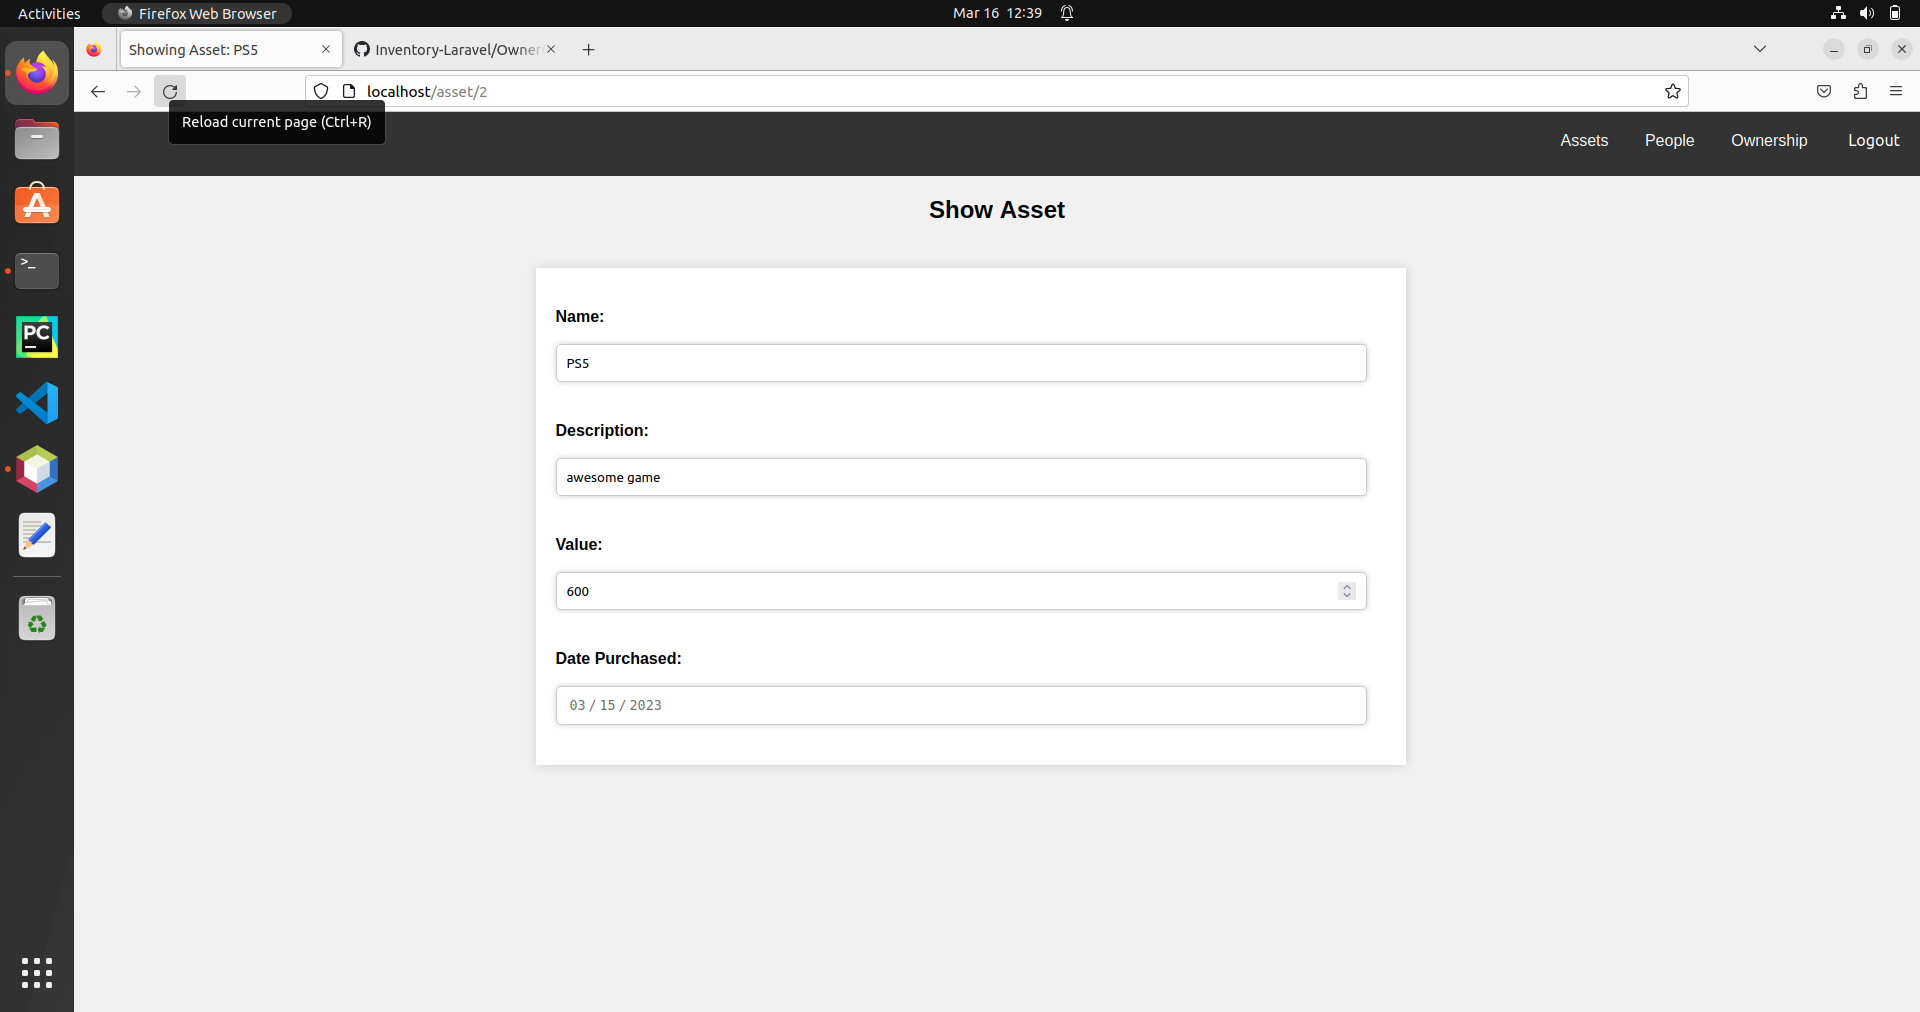 Activities
Firefox Web Browser
Mar 16 12:39
Showing Asset: PS5
Inventory-Laravel/Owner
localhost/asset/2
Reload current page (Ctrl+R)
Assets People Ownership Logout
Show Asset
Name:
PS5
Description:
awesome game
Value:
600
Date Purchased:
03 / 15 / 2023
>_
PC